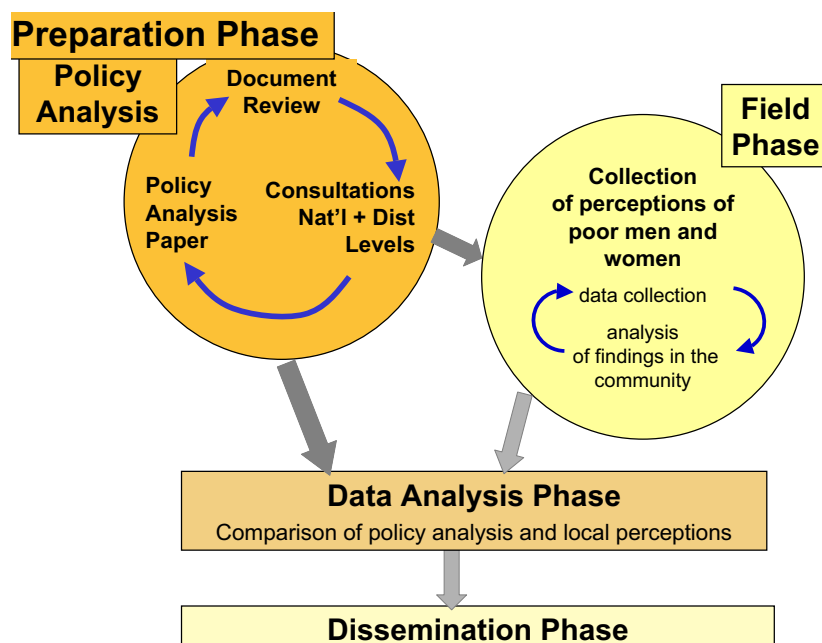 Preparation Phase
Policy
Analysis
Document
Review
Policy
Analysis
Paper
Consultations
Nat’l + Dist
Levels
Field
Phase
Collection
of perceptions of
poor men and
women
data collection
analysis
of findings in the
community
Data Analysis Phase
Comparison of policy analysis and local perceptions
Dissemination Phase